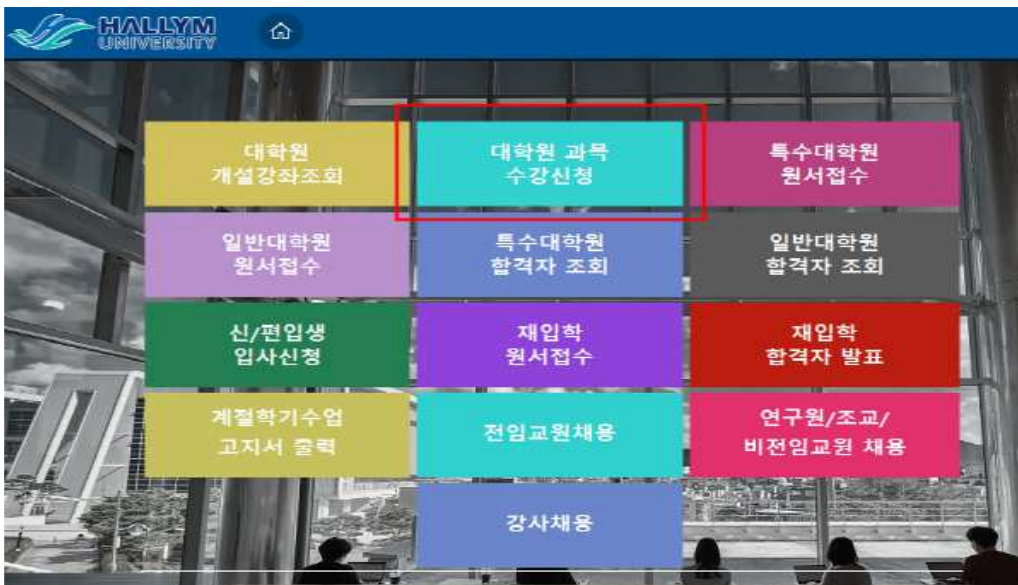 HALLYM
UNIVERSITY
대학원
개설강좌조회
대학원 과목
수강신청
특수대학원
원서접수
일반대학원
원서접수
특수대학원
합격자 조회
일반대학원
합격자 조회
신/편입생
입사신청
재입학
원서접수
재입학
합격자 발표
계절학기수업
고지서 출력
전임교원채용
연구원/조교/
비전임교원 채용
강사채용